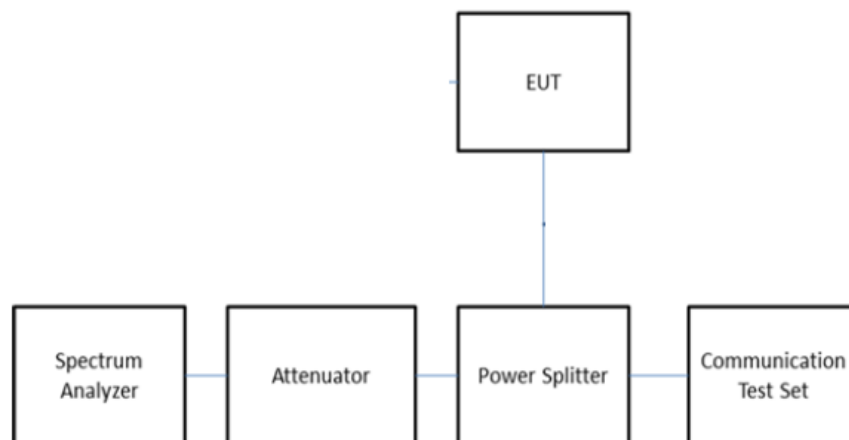 EUT
Spectrum
Analyzer
Attenuator
Power Splitter
Communication
Test Set